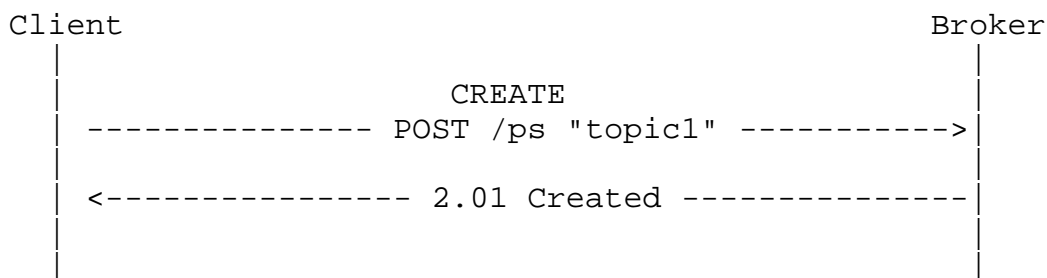 Client Broker
CREATE
--------------- POST /ps "topic1" ----------->
<---------------- 2.01 Created ---------------